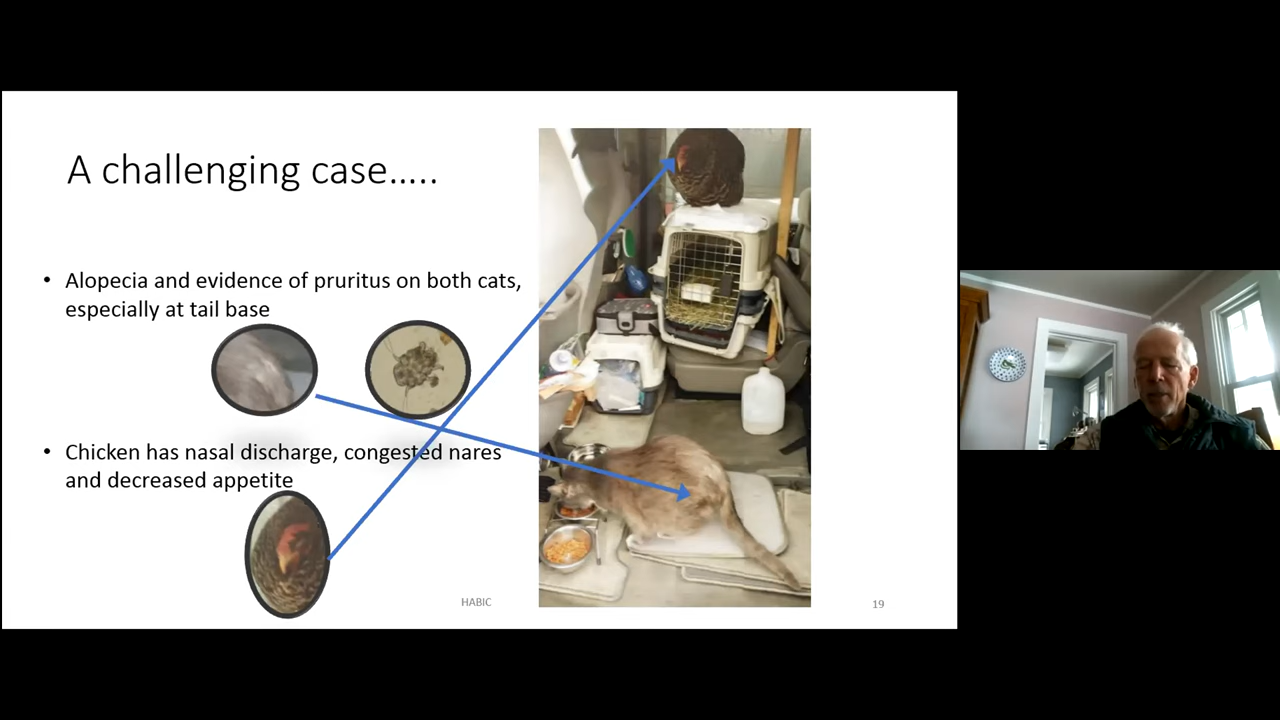 A challenging case…..
• Alopecia and evidence of pruritus on both cats,
especially at tail base
• Chicken has nasal discharge, congested nares
and decreased appetite
HABIC
19